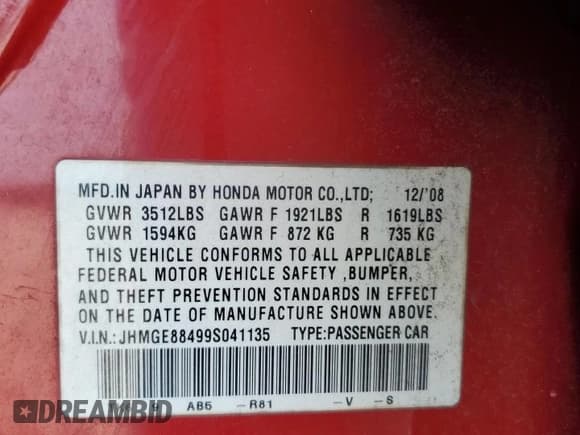 MFD.IN JAPAN BY HONDA MOTOR CO.,LTD; 12/'08
GVWR 3512LBS GAWR F 1921LBS R 1619LBS
GVWR 1594KG GAWR F 872 KG R 735 KG
THIS VEHICLE CONFORMS TO ALL APPLICABLE
FEDERAL MOTOR VEHICLE SAFETY ,BUMPER,
AND THEFT PREVENTION STANDARDS IN EFFECT
ON THE DATE OF MANUFACTURE SHOWN ABOVE.
V.I.N.:JHMGE88499S041135 TYPE:PASSENGER CAR
AB6 -R81 -V -S
DREAMBID